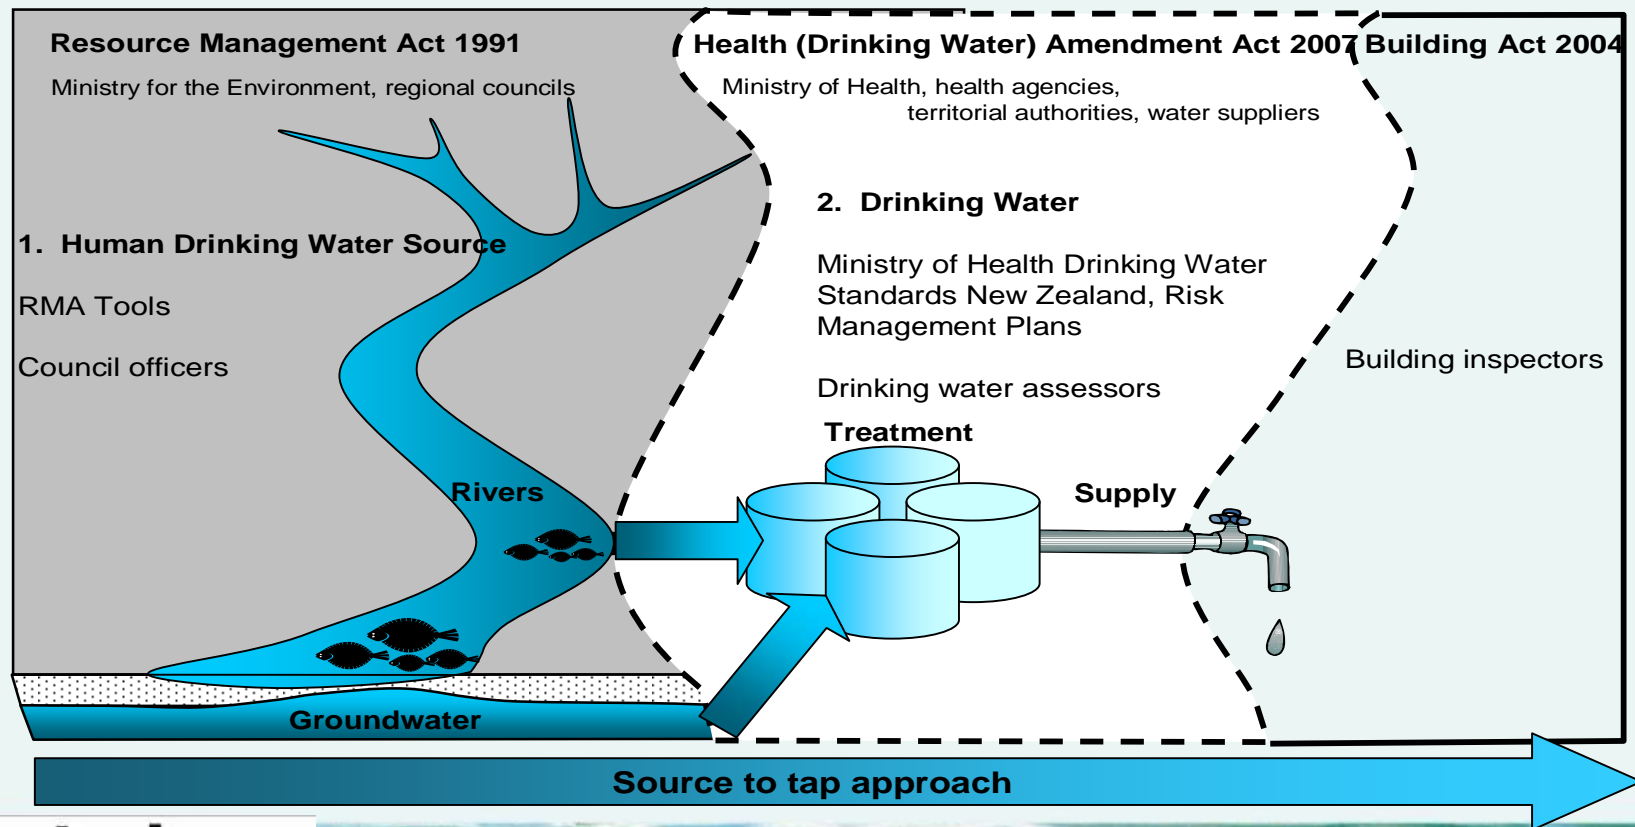 Resource Management Act 1991
Ministry for the Environment, regional councils
1. Human Drinking Water Source
RMA Tools
Council officers
Rivers
Groundwater
Health (Drinking Water) Amendment Act 2007
Ministry of Health, health agencies,
territorial authorities, water suppliers
2. Drinking Water
Ministry of Health Drinking Water
Standards New Zealand, Risk
Management Plans
Drinking water assessors
Treatment
Supply
Building Act 2004
Building inspectors
Source to tap approach